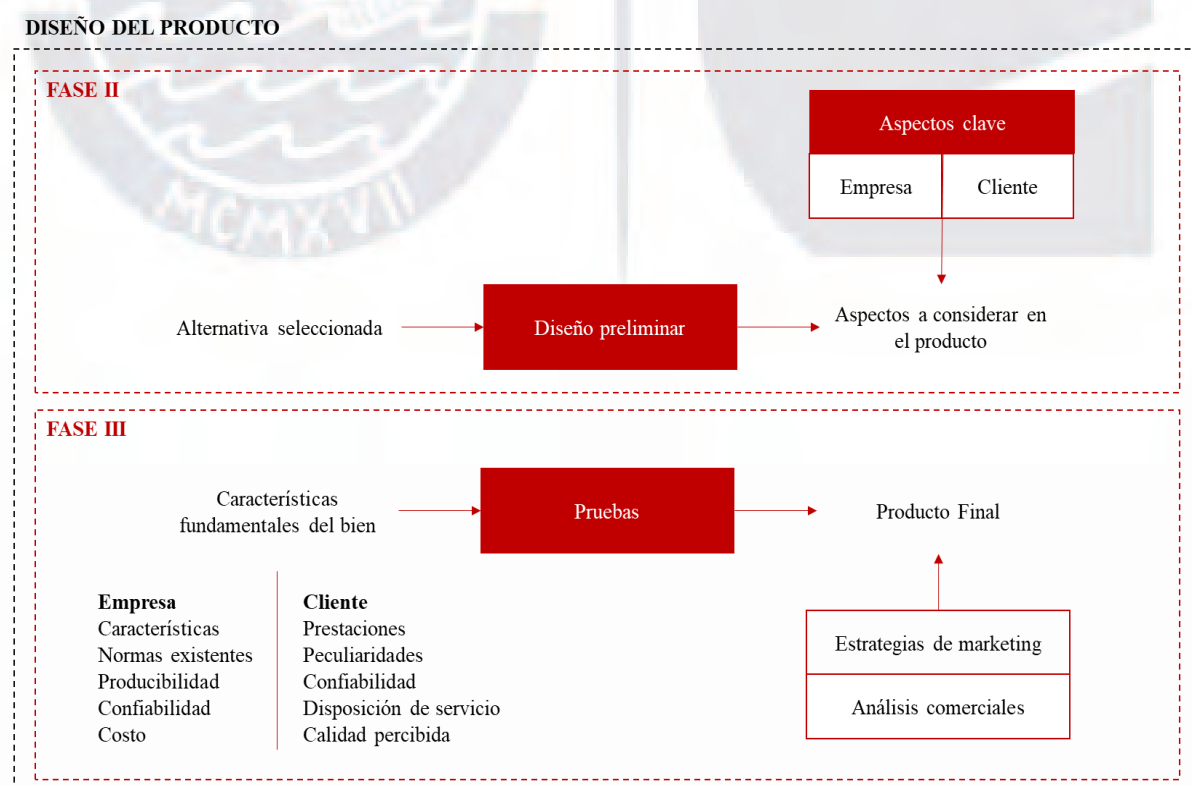 DISEÑO DEL PRODUCTO
FASE II
Aspectos clave
Empresa
Cliente
Alternativa seleccionada
Diseño preliminar
Aspectos a considerar en
el producto
FASE III
Características
fundamentales del bien
Pruebas
Producto Final
Empresa
Características
Normas existentes
Producibilidad
Confiabilidad
Costo
Cliente
Prestaciones
Peculiaridades
Confiabilidad
Disposición de servicio
Calidad percibida
Estrategias de marketing
Análisis comerciales
MCMXVII